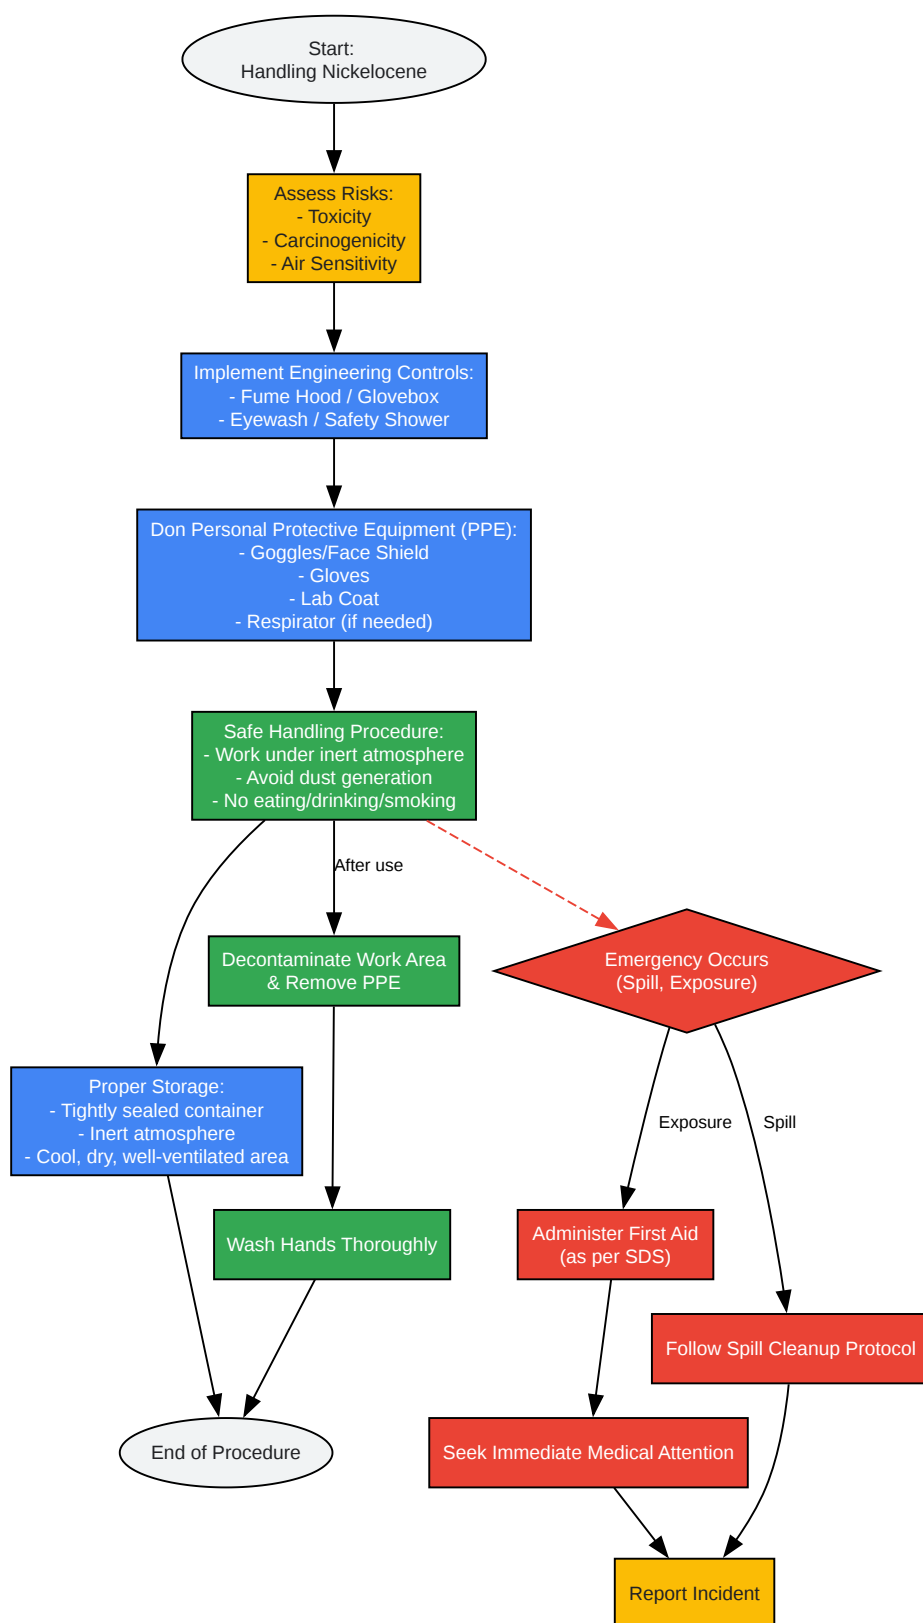 Start:
Handling Nickelocene
Assess Risks:
- Toxicity
- Carcinogenicity
- Air Sensitivity
Implement Engineering Controls:
- Fume Hood / Glovebox
- Eyewash / Safety Shower
Don Personal Protective Equipment (PPE):
- Goggles/Face Shield
- Gloves
- Lab Coat
- Respirator (if needed)
Safe Handling Procedure:
- Work under inert atmosphere
- Avoid dust generation
- No eating/drinking/smoking
After use
Decontaminate Work Area
& Remove PPE
Emergency Occurs
(Spill, Exposure)
Proper Storage:
- Tightly sealed container
- Inert atmosphere
- Cool, dry, well-ventilated area
Exposure
Spill
Wash Hands Thoroughly
Administer First Aid
(as per SDS)
Follow Spill Cleanup Protocol
End of Procedure
Seek Immediate Medical Attention
Report Incident